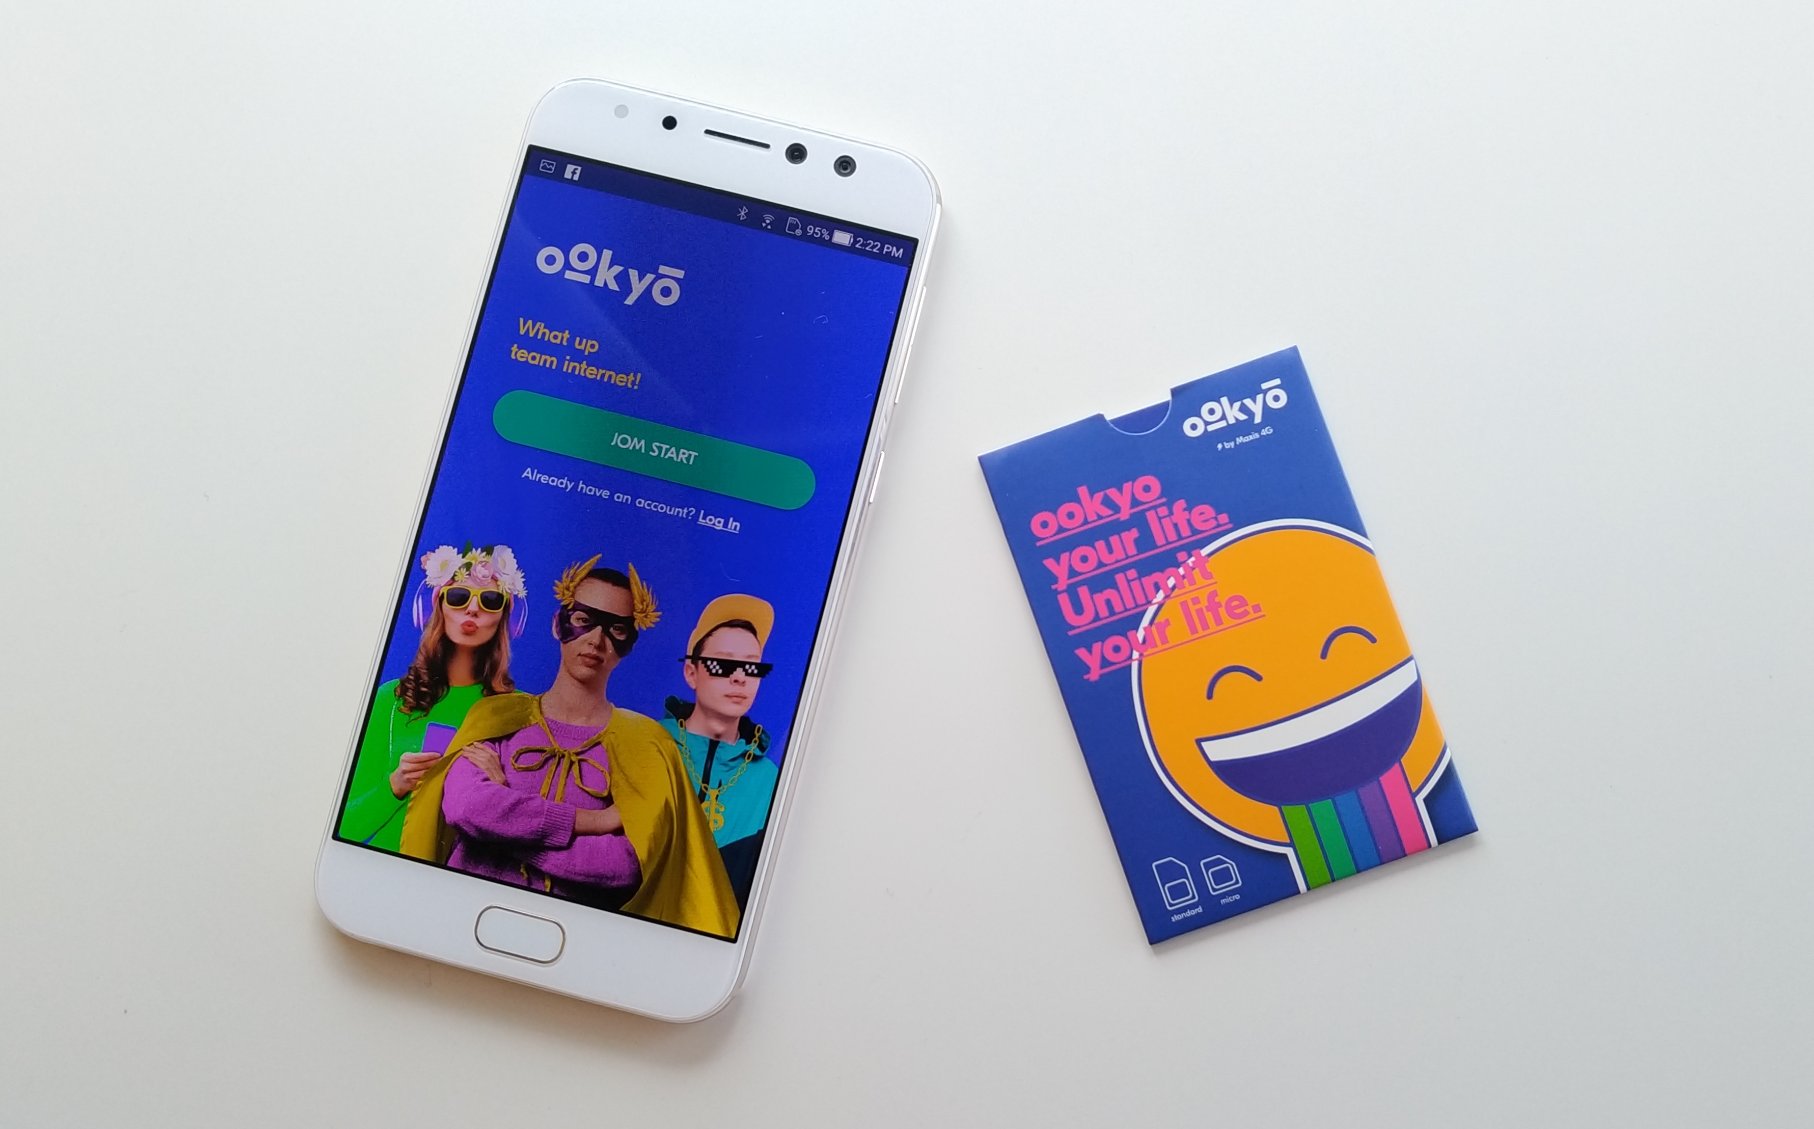 95% 2:22 PM
ookyo
What up
team internet!
JOM START
Already have an account? Log In
ookyo
by Maxis 4G
ookyo
your life.
Unlimit
your life.
standard
micro